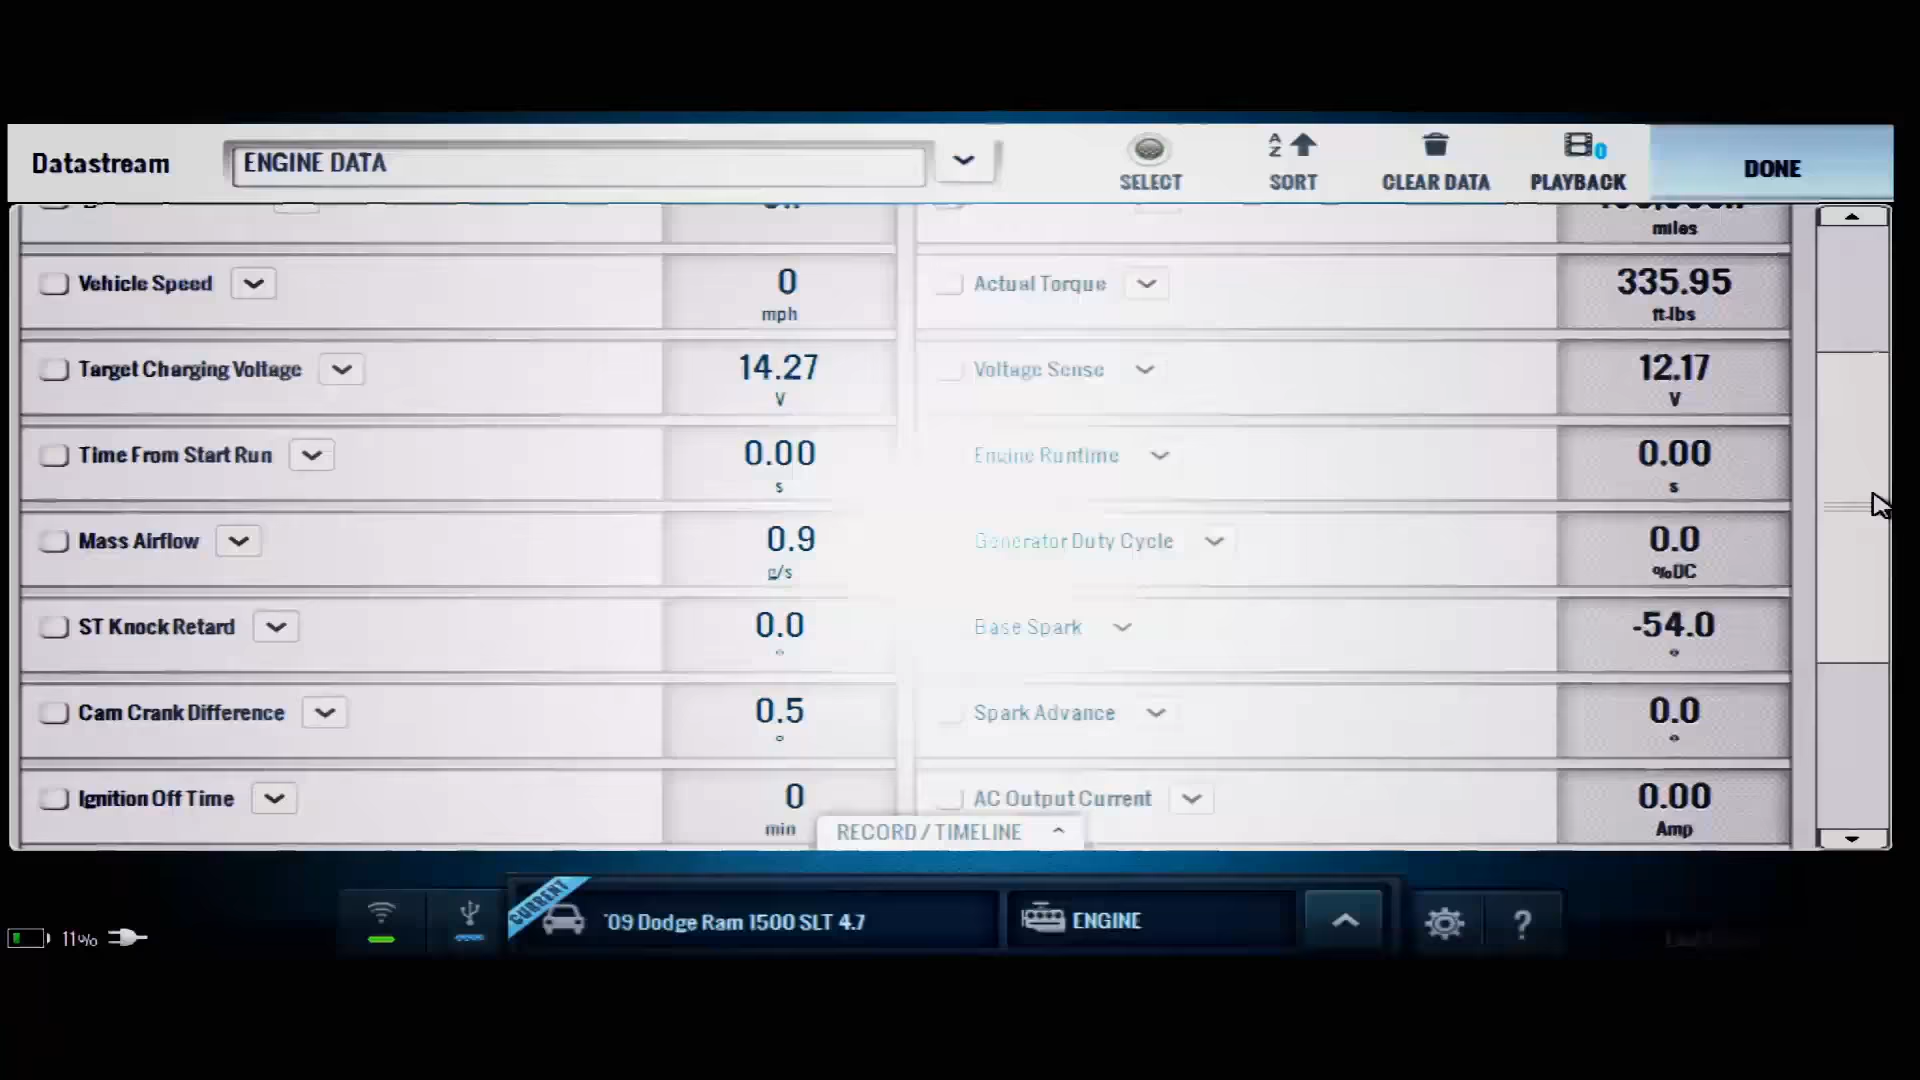 Datastream
ENGINE DATA
SELECT
A
Z
SORT
CLEAR DATA
0
PLAYBACK
DONE
miles
Vehicle Speed
0
mph
Actual Torque
335.95
ft-lbs
Target Charging Voltage
14.27
V
Voltage Sense
12.17
V
Time From Start Run
0.00
s
Engine Runtime
0.00
s
Mass Airflow
0.9
g/s
Generator Duty Cycle
0.0
%DC
ST Knock Retard
0.0
°
Base Spark
-54.0
°
Cam Crank Difference
0.5
°
Spark Advance
0.0
°
Ignition Off Time
0
min
AC Output Current
0.00
Amp
RECORD / TIMELINE
11%
CURRENT
'09 Dodge Ram 1500 SLT 4.7
ENGINE
?